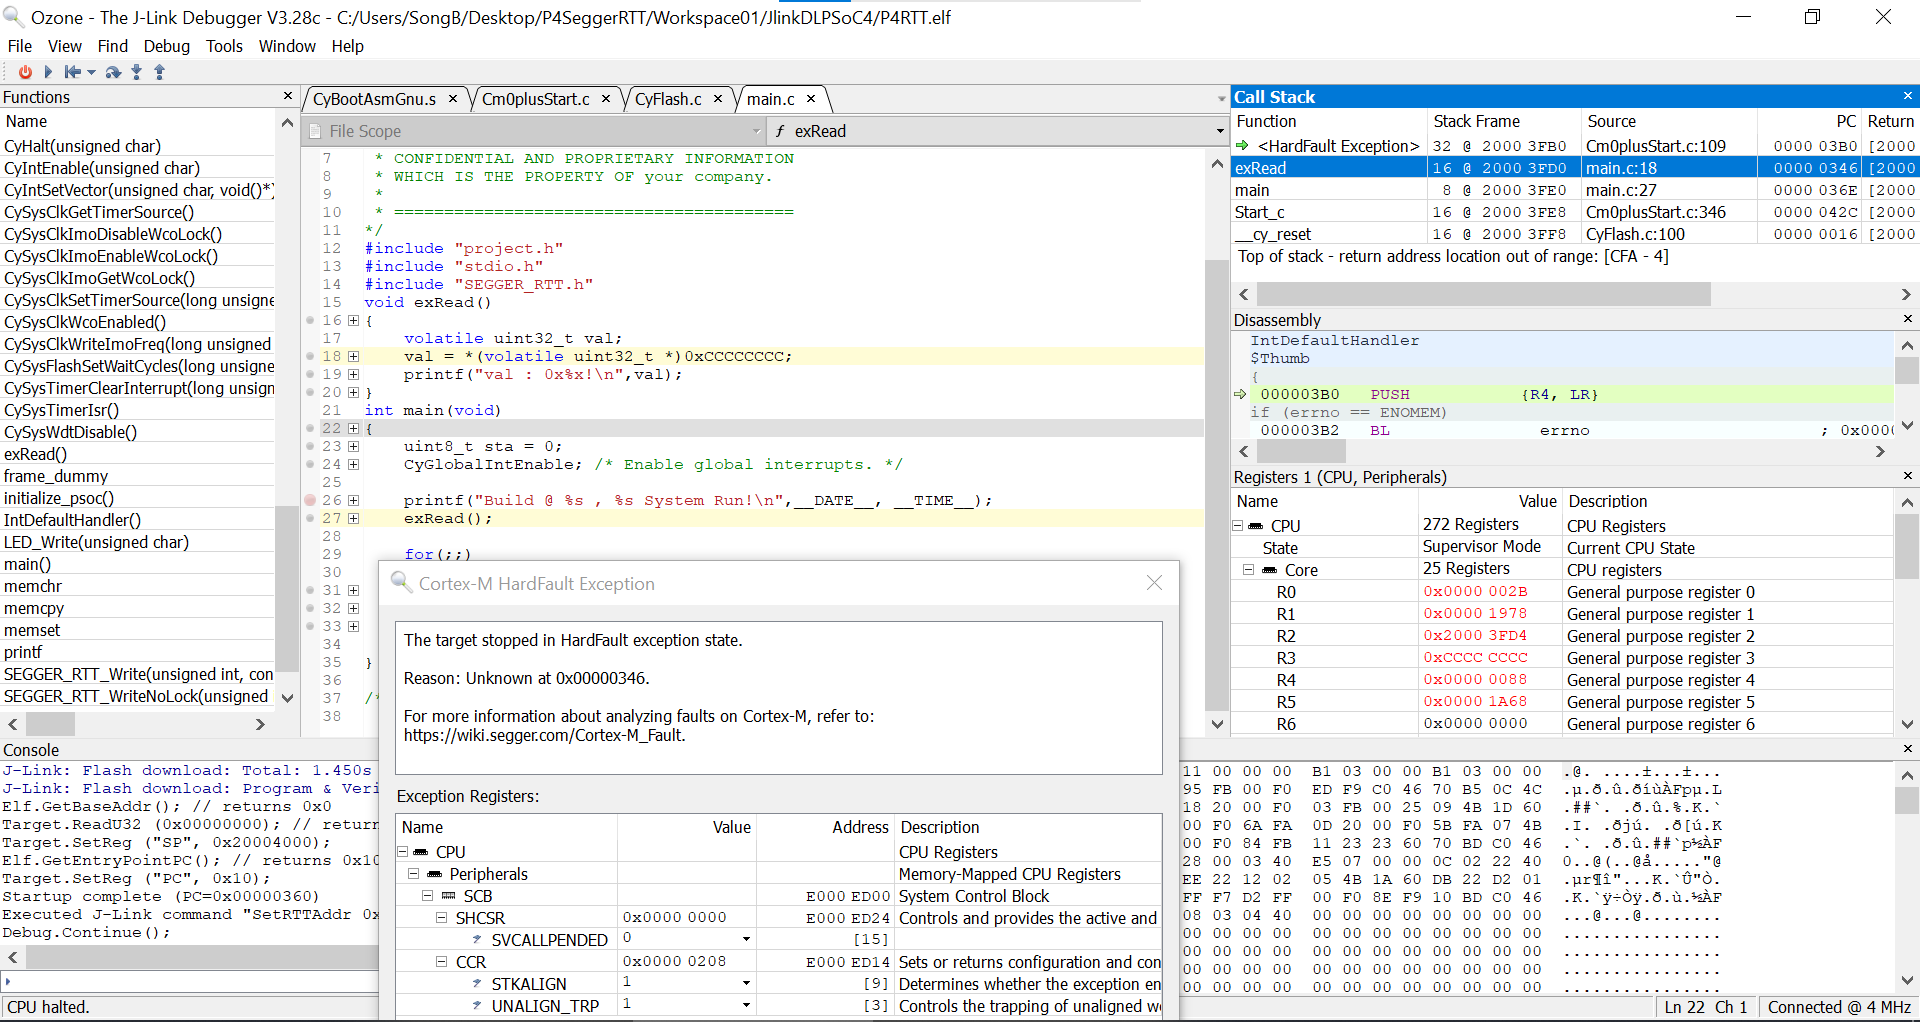 Ozone - The J-Link Debugger V3.28c - C:/Users/SongB/Desktop/P4SeggerRTT/Workspace01/JlinkDLPSoC4/P4RTT.elf
File View Find Debug Tools Window Help
Functions
Name
CyHalt(unsigned char)
CyIntEnable(unsigned char)
CyIntSetVector(unsigned char, void()*)
CySysClkGetTimerSource()
CySysClkImoDisableWcoLock()
CySysClkImoEnableWcoLock()
CySysClkImoGetWcoLock()
CySysClkSetTimerSource(long unsigne
CySysClkWcoEnabled()
CySysClkWriteImoFreq(long unsigned
CySysFlashSetWaitCycles(long unsigne
CySysTimerClearInterrupt(long unsign
CySysTimerIsr()
CySysWdtDisable()
exRead()
frame_dummy
initialize_psoc()
IntDefaultHandler()
LED_Write(unsigned char)
main()
memchr
memcpy
memset
printf
SEGGER_RTT_Write(unsigned int, con
SEGGER_RTT_WriteNoLock(unsigned
CyBootAsmGnu.s Cm0plusStart.c CyFlash.c main.c
File Scope f exRead
7 * CONFIDENTIAL AND PROPRIETARY INFORMATION
8 * WHICH IS THE PROPERTY OF your company.
9 *
10 * ========================================
11 */
12 #include "project.h"
13 #include "stdio.h"
14 #include "SEGGER_RTT.h"
15 void exRead()
16 {
17 volatile uint32_t val;
18 val = *(volatile uint32_t *)0xCCCCCCCC;
19 printf("val : 0x%x!\n",val);
20 }
21 int main(void)
22 {
23 uint8_t sta = 0;
24 CyGlobalIntEnable; /* Enable global interrupts. */
25
26 printf("Build @ %s , %s System Run!\n",__DATE__, __TIME__);
27 exRead();
28
29 for(;;)
30
31
32
33
34
35 }
36
37 /*
38
Call Stack
Function Stack Frame Source PC Return
<HardFault Exception> 32 @ 2000 3FB0 Cm0plusStart.c:109 0000 03B0 [2000
exRead 16 @ 2000 3FD0 main.c:18 0000 0346 [2000
main 8 @ 2000 3FE0 main.c:27 0000 036E [2000
Start_c 16 @ 2000 3FE8 Cm0plusStart.c:346 0000 042C [2000
__cy_reset 16 @ 2000 3FF8 CyFlash.c:100 0000 0016 [2000
Top of stack - return address location out of range: [CFA - 4]
Disassembly
IntDefaultHandler
$Thumb
{
000003B0 PUSH {R4, LR}
if (errno == ENOMEM)
000003B2 BL errno ; 0x000
Registers 1 (CPU, Peripherals)
Name Value Description
CPU 272 Registers CPU Registers
State Supervisor Mode Current CPU State
Core 25 Registers CPU registers
R0 0x0000 002B General purpose register 0
R1 0x0000 1978 General purpose register 1
R2 0x2000 3FD4 General purpose register 2
R3 0xCCCC CCCC General purpose register 3
R4 0x0000 0088 General purpose register 4
R5 0x0000 1A68 General purpose register 5
R6 0x0000 0000 General purpose register 6
Console
J-Link: Flash download: Total: 1.450s
J-Link: Flash download: Program & Veri
Elf.GetBaseAddr(); // returns 0x0
Target.ReadU32 (0x00000000); // return
Target.SetReg ("SP", 0x20004000);
Elf.GetEntryPointPC(); // returns 0x10
Target.SetReg ("PC", 0x10);
Startup complete (PC=0x00000360)
Executed J-Link command "SetRTTAddr 0x
Debug.Continue();
Cortex-M HardFault Exception
The target stopped in HardFault exception state.
Reason: Unknown at 0x00000346.
For more information about analyzing faults on Cortex-M, refer to:
https://wiki.segger.com/Cortex-M_Fault.
Exception Registers:
Name Value Address Description
CPU CPU Registers
Peripherals Memory-Mapped CPU Registers
SCB E000 ED00 System Control Block
SHCSR 0x0000 0000 E000 ED24 Controls and provides the active and
SVCALLPENDED 0 [15]
CCR 0x0000 0208 E000 ED14 Sets or returns configuration and con
STKALIGN 1 [9] Determines whether the exception en
UNALIGN_TRP 1 [3] Controls the trapping of unaligned w
11 00 00 00 B1 03 00 00 B1 03 00 00 .@. ....±...±...
95 FB 00 F0 ED F9 C0 46 70 B5 0C 4C .µ.ð.û.ðíùÀFpµ.L
18 20 00 F0 03 FB 00 25 09 4B 1D 60 .##`. .ð.û.%.K.`
00 F0 6A FA 0D 20 00 F0 5B FA 07 4B .I. .ðjú. .ð[ú.K
00 F0 84 FB 11 23 23 60 70 BD C0 46 .`. .ð.û.##`p½ÀF
28 00 03 40 E5 07 00 00 0C 02 22 40 0..@(..@å....."@
EE 22 12 02 05 4B 1A 60 DB 22 D2 01 .µr¶î"...K.`Û"Ò.
FF F7 D2 FF 00 F0 8E F9 10 BD C0 46 .K.`ÿ÷Òÿ.ð.ù.½ÀF
08 03 04 40 00 00 00 00 00 00 00 00 ...@...@........
00 00 00 00 00 00 00 00 00 00 00 00 ................
00 00 00 00 00 00 00 00 00 00 00 00 ................
00 00 00 00 00 00 00 00 00 00 00 00 ................
00 00 00 00 00 00 00 00 00 00 00 00 ................
CPU halted. Ln 22 Ch 1 Connected @ 4 MHz